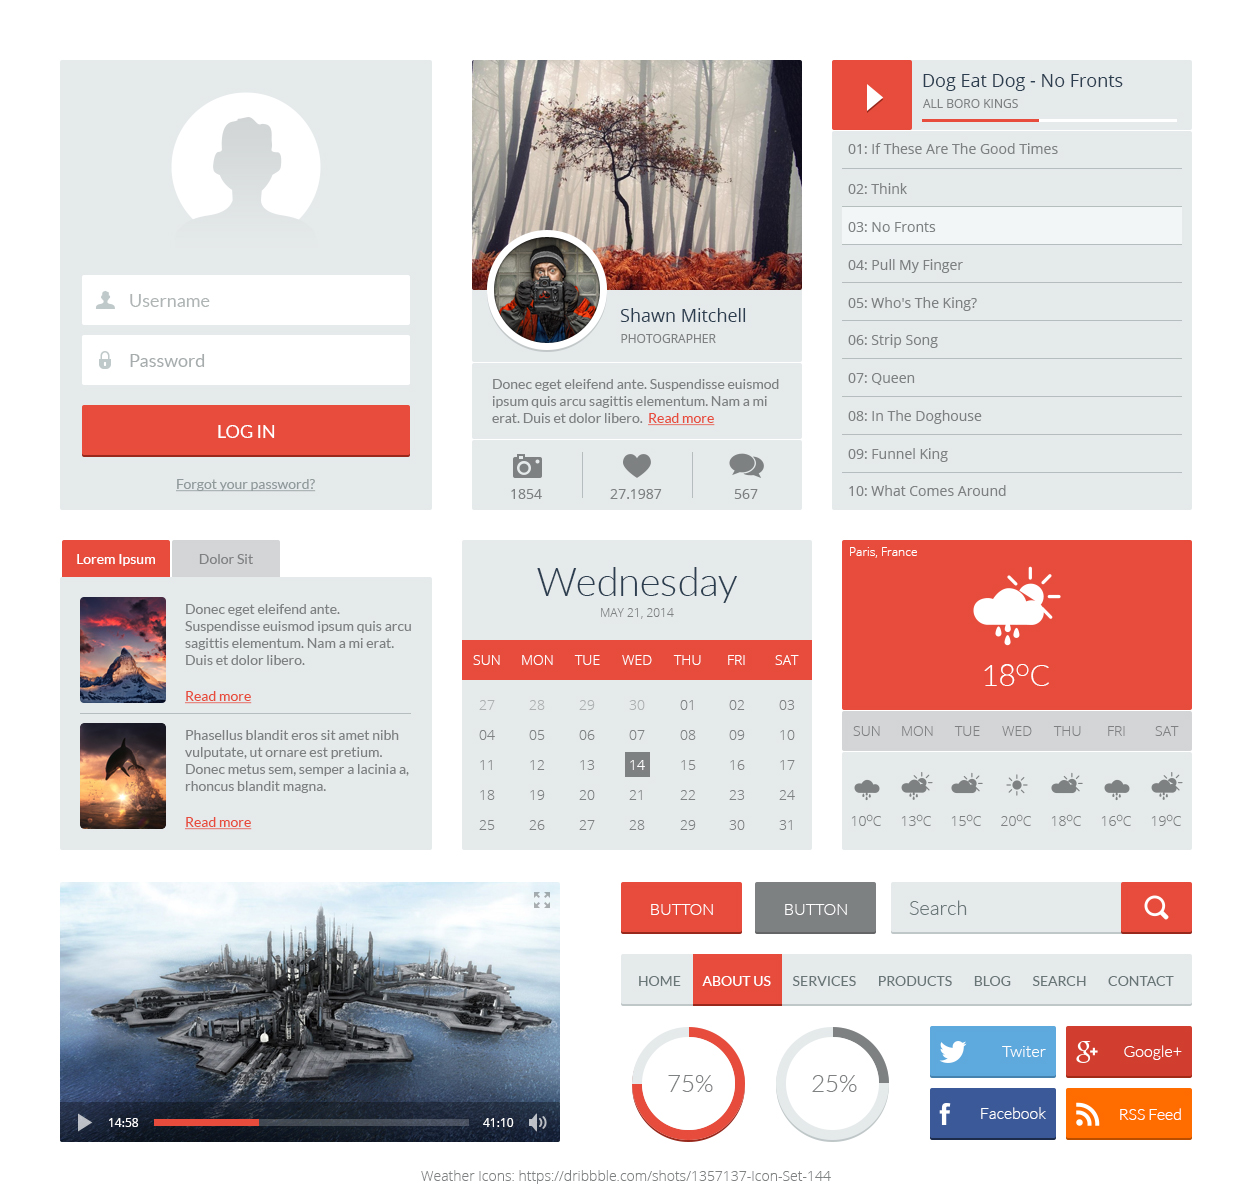 Username
Password
LOG IN
Forgot your password?
Shawn Mitchell
PHOTOGRAPHER
Donec eget eleifend ante. Suspendisse euismod
ipsum quis arcu sagittis elementum. Nam a mi
erat. Duis et dolor libero. Read more
1854
27.1987
567
Dog Eat Dog - No Fronts
ALL BORO KINGS
01: If These Are The Good Times
02: Think
03: No Fronts
04: Pull My Finger
05: Who's The King?
06: Strip Song
07: Queen
08: In The Doghouse
09: Funnel King
10: What Comes Around
Lorem Ipsum
Dolor Sit
Donec eget eleifend ante.
Suspendisse euismod ipsum quis arcu
sagittis elementum. Nam a mi erat.
Duis et dolor libero.
Read more
Phasellus blandit eros sit amet nibh
vulputate, ut ornare est pretium.
Donec metus sem, semper a lacinia a,
rhoncus blandit magna.
Read more
Wednesday
MAY 21, 2014
SUN MON TUE WED THU FRI SAT
27 28 29 30 01 02 03
04 05 06 07 08 09 10
11 12 13 14 15 16 17
18 19 20 21 22 23 24
25 26 27 28 29 30 31
Paris, France
18°C
SUN MON TUE WED THU FRI SAT
10°C 13°C 15°C 20°C 18°C 16°C 19°C
14:58
41:10
BUTTON
BUTTON
Search
HOME ABOUT US SERVICES PRODUCTS BLOG SEARCH CONTACT
75%
25%
Twiter
Google+
Facebook
RSS Feed
Weather Icons: https://dribbble.com/shots/1357137-Icon-Set-144